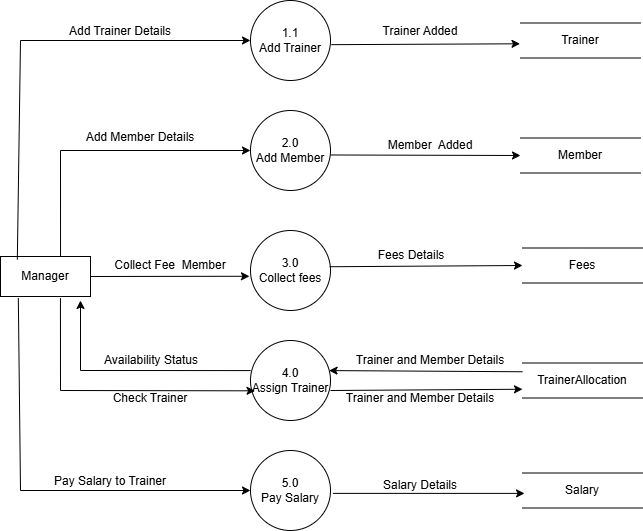 Add Trainer Details
1.1
Add Trainer
Trainer Added
Trainer
Add Member Details
2.0
Add Member
Member  Added
Member
Manager
Collect Fee  Member
3.0
Collect fees
Fees Details
Fees
Availability Status
Check Trainer
4.0
Assign Trainer
Trainer and Member Details
Trainer and Member Details
TrainerAllocation
Pay Salary to Trainer
5.0
Pay Salary
Salary Details
Salary